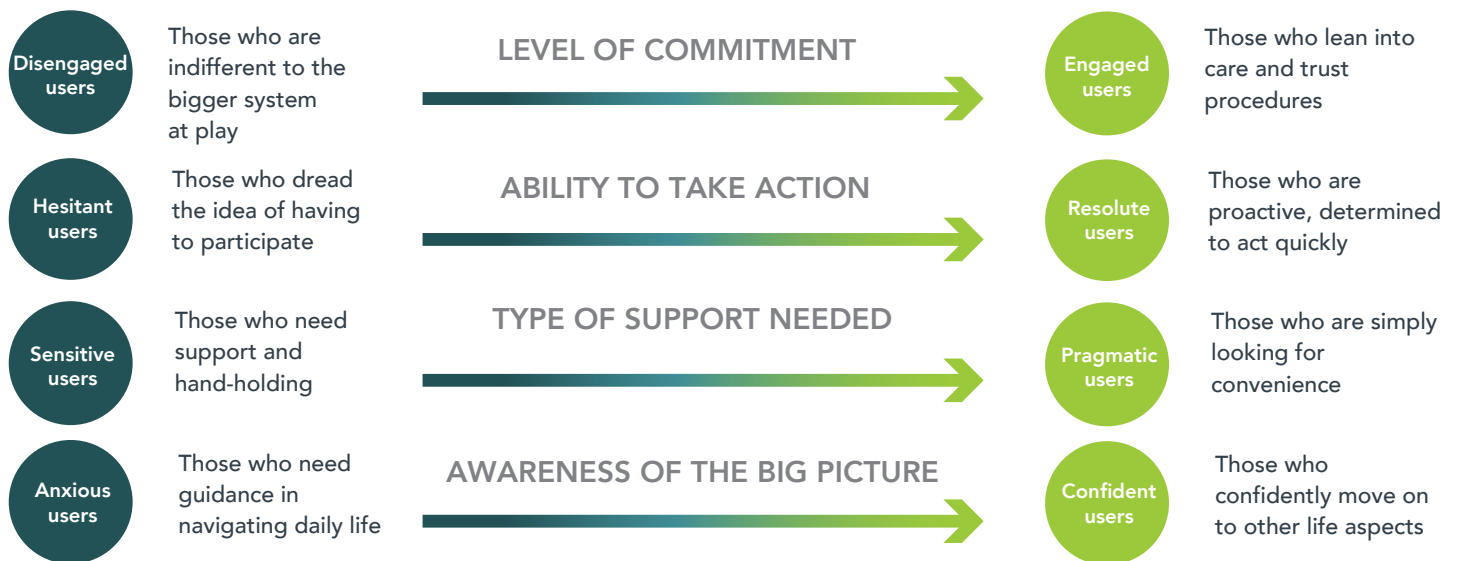 Disengaged
users
Those who are
indifferent to the
bigger system
at play
LEVEL OF COMMITMENT
Engaged
users
Those who lean into
care and trust
procedures
Hesitant
users
Those who dread
the idea of having
to participate
ABILITY TO TAKE ACTION
Resolute
users
Those who are
proactive, determined
to act quickly
Sensitive
users
Those who need
support and
hand-holding
TYPE OF SUPPORT NEEDED
Pragmatic
users
Those who are simply
looking for
convenience
Anxious
users
Those who need
guidance in
navigating daily life
AWARENESS OF THE BIG PICTURE
Confident
users
Those who
confidently move on
to other life aspects